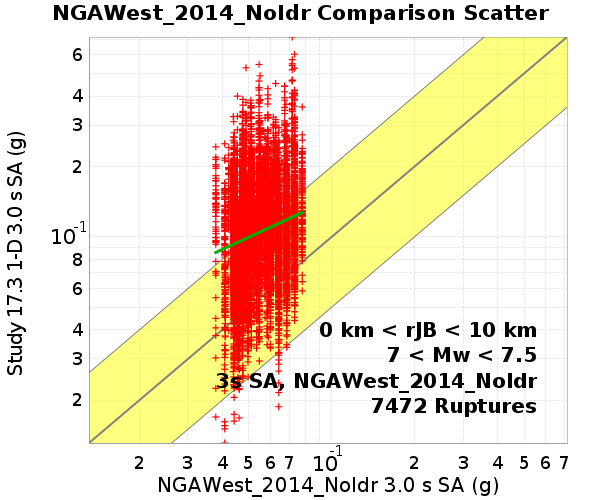 NGAWest_2014_NoIdr Comparison Scatter
Study 17.3 1-D 3.0 s SA (g)
6
4
3
2
10-1
8
6
4
3
2
0 km < rJB < 10 km
7 < Mw < 7.5
3s SA, NGAWest_2014_NoIdr
7472 Ruptures
2 3 4 5 6 7 10-1 2 3 4 5 6 7
NGAWest_2014_NoIdr 3.0 s SA (g)